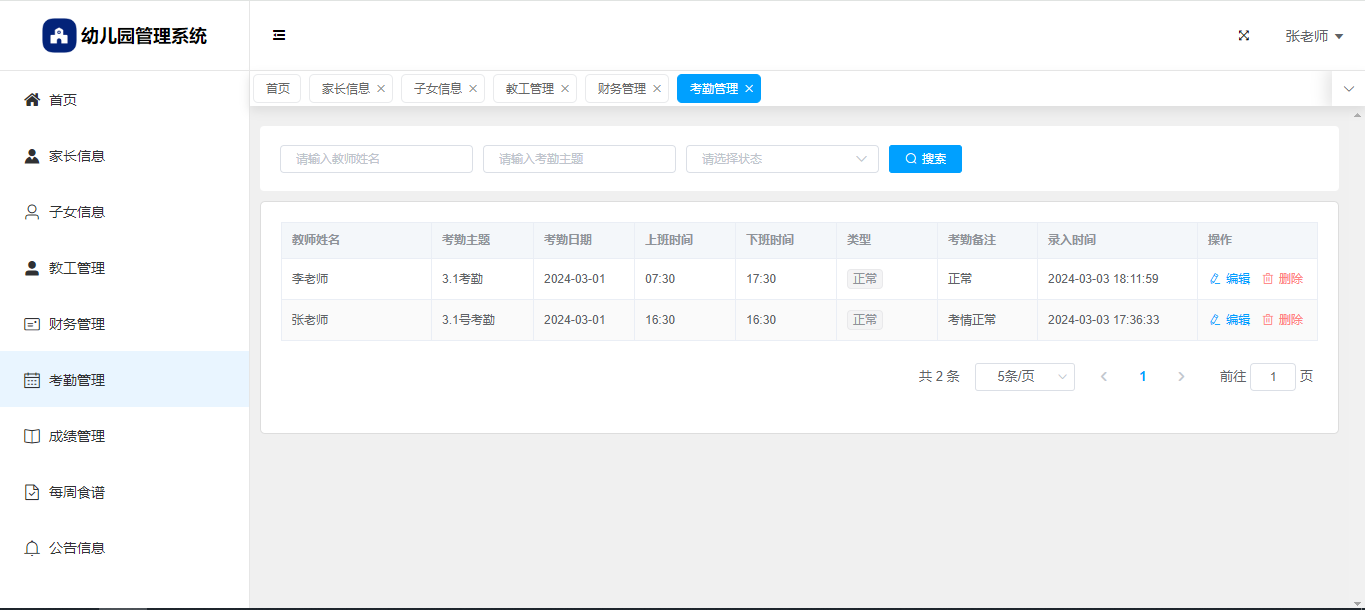 幼儿园管理系统
张老师
首页
家长信息
子女信息
教工管理
财务管理
考勤管理
成绩管理
每周食谱
公告信息
首页 家长信息 子女信息 教工管理 财务管理 考勤管理
请输入教师姓名 请输入考勤主题 请选择状态 搜索
教师姓名 考勤主题 考勤日期 上班时间 下班时间 类型 考勤备注 录入时间 操作
李老师 3.1考勤 2024-03-01 07:30 17:30 正常 正常 2024-03-03 18:11:59 编辑 删除
张老师 3.1号考勤 2024-03-01 16:30 16:30 正常 考情正常 2024-03-03 17:36:33 编辑 删除
共 2 条 5条/页 1 前往 1 页